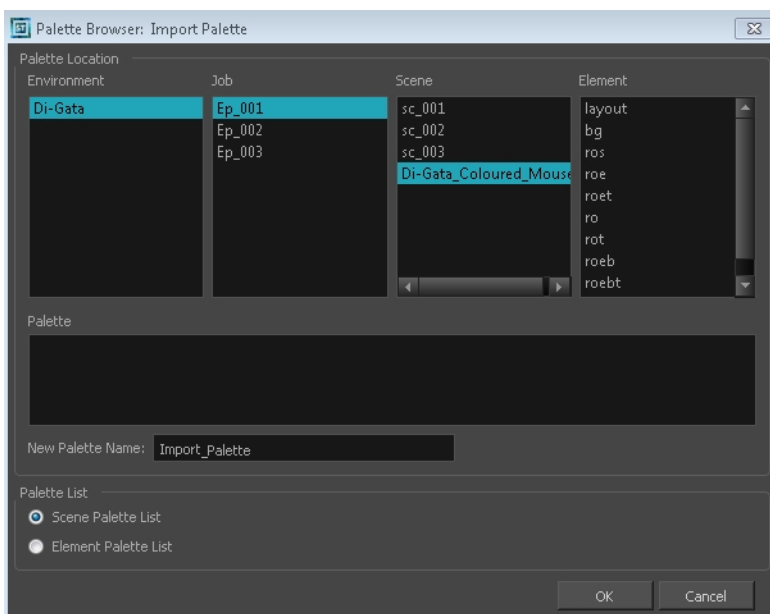 Palette Browser: Import Palette
Palette Location
Environment
Job
Scene
Element
Di-Gata
Ep_001
Ep_002
Ep_003
sc_001
sc_002
sc_003
Di-Gata_Coloured_Mouse
layout
bg
ros
roe
roet
ro
rot
roeb
roebt
Palette
New Palette Name: Import_Palette
Palette List
Scene Palette List
Element Palette List
OK Cancel